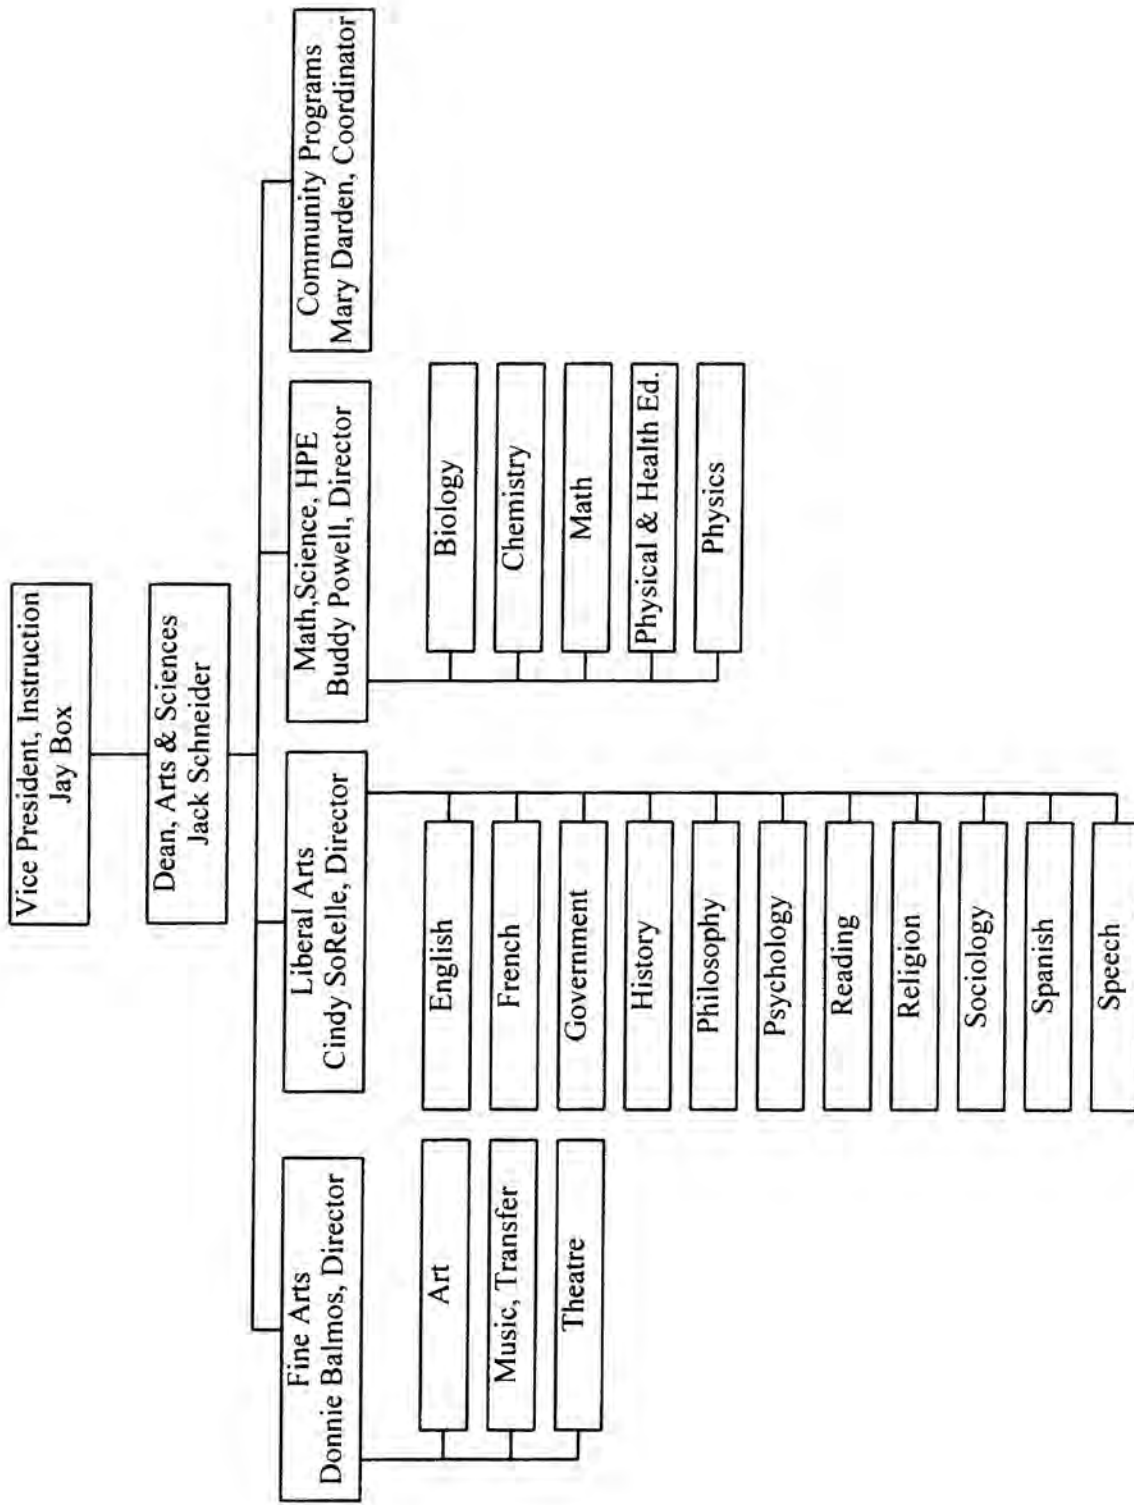 Vice President, Instruction
Jay Box
Dean, Arts & Sciences
Jack Schneider
Fine Arts
Donnie Balmos, Director
Art
Music, Transfer
Theatre
Liberal Arts
Cindy SoRelle, Director
English
French
Government
History
Philosophy
Psychology
Reading
Religion
Sociology
Spanish
Speech
Math,Science, HPE
Buddy Powell, Director
Biology
Chemistry
Math
Physical & Health Ed.
Physics
Community Programs
Mary Darden, Coordinator